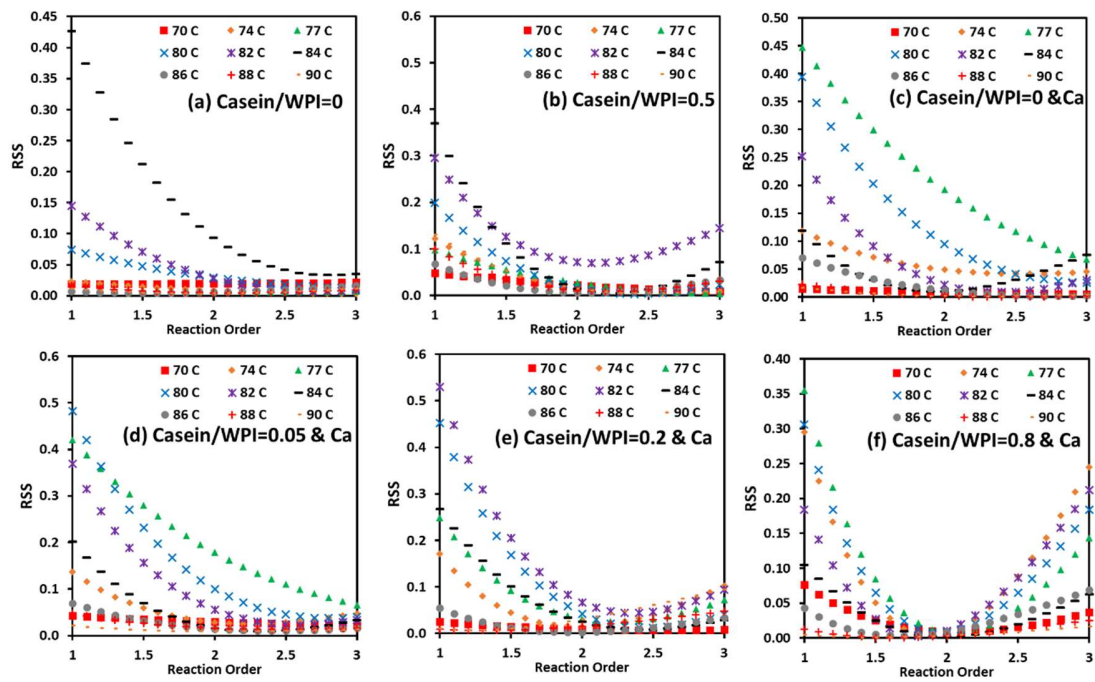 0.45
0.40
0.35
0.30
0.25
0.20
0.15
0.10
0.05
0.00
RSS
70 C 74 C 77 C
80 C 82 C 84 C
86 C 88 C 90 C
(a) Casein/WPI=0
1 1.5 2 2.5 3
Reaction Order
0.5
0.4
0.3
0.2
0.1
0.0
RSS
70 C 74 C 77 C
80 C 82 C 84 C
86 C 88 C 90 C
(b) Casein/WPI=0.5
1 1.5 2 2.5 3
Reaction Order
0.50
0.45
0.40
0.35
0.30
0.25
0.20
0.15
0.10
0.05
0.00
RSS
70 C 74 C 77 C
80 C 82 C 84 C
86 C 88 C 90 C
(c) Casein/WPI=0 &Ca
1 1.5 2 2.5 3
Reaction Order
0.6
0.5
0.4
0.3
0.2
0.1
0.0
RSS
70 C 74 C 77 C
80 C 82 C 84 C
86 C 88 C 90 C
(d) Casein/WPI=0.05 & Ca
1 1.5 2 2.5 3
Reaction Order
0.6
0.5
0.4
0.3
0.2
0.1
0.0
RSS
70 C 74 C 77 C
80 C 82 C 84 C
86 C 88 C 90 C
(e) Casein/WPI=0.2 & Ca
1 1.5 2 2.5 3
Reaction Order
0.40
0.35
0.30
0.25
0.20
0.15
0.10
0.05
0.00
RSS
70 C 74 C 77 C
80 C 82 C 84 C
86 C 88 C 90 C
(f) Casein/WPI=0.8 & Ca
1 1.5 2 2.5 3
Reaction Order